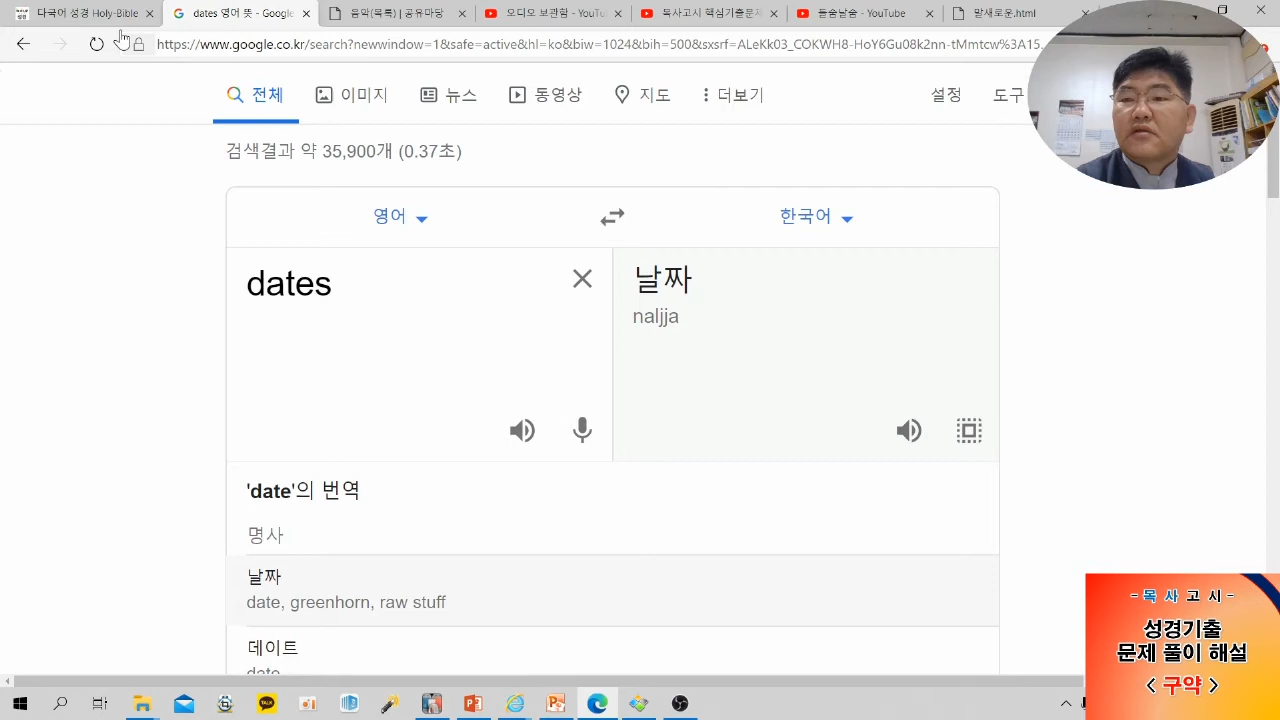 다국어 성경 Holy-Bible
dates 영어 뜻 - Google
음악(목록) | 공유마당
오디오 보관함 - YouTu
목사고시 핵심기출문제
들숨날숨 - YouTube
말새로운.html
https://www.google.co.kr/search?newwindow=1&safe=active&hl=ko&biw=1024&bih=500&sxsrf=ALeKk03_COKWH8-HoY6Gu08k2nn-tMmtcw%3A15...
전체
이미지
뉴스
동영상
지도
더보기
설정
도구
검색결과 약 35,900개 (0.37초)
영어
한국어
dates
날짜
naljja
'date'의 번역
명사
날짜
date, greenhorn, raw stuff
데이트
date
- 목 사 고 시 -
성경기출
문제 풀이 해설
< 구약 >